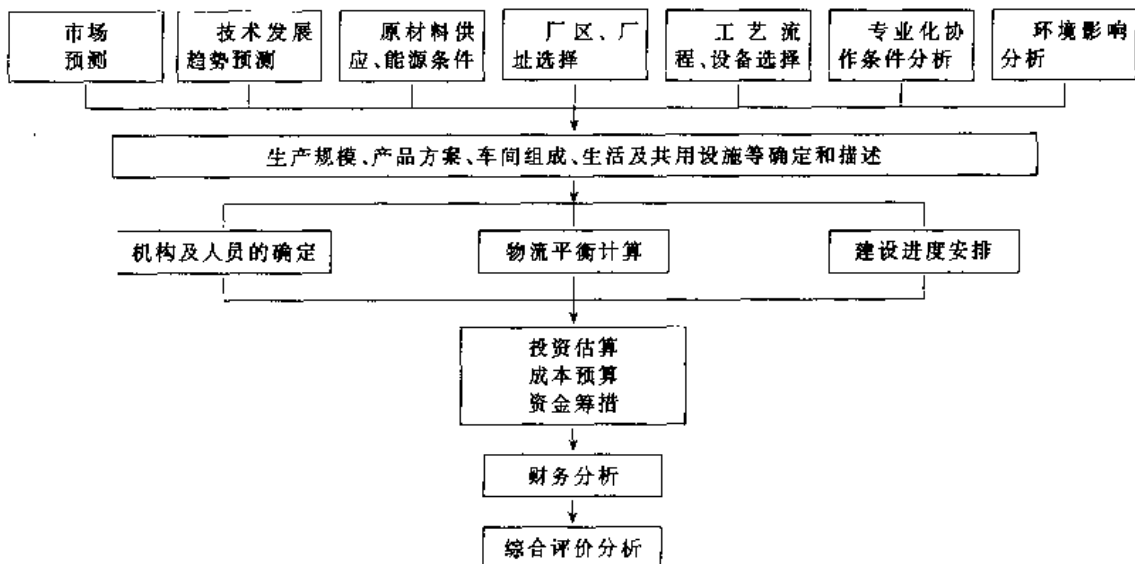 市场
预测
技术发展
趋势预测
原材料供
应、能源条件
厂区、厂
址选择
工艺流
程、设备选择
专业化协
作条件分析
环境影响
分析
生产规模、产品方案、车间组成、生活及共用设施等确定和描述
机构及人员的确定
物流平衡计算
建设进度安排
投资估算
成本预算
资金筹措
财务分析
综合评价分析